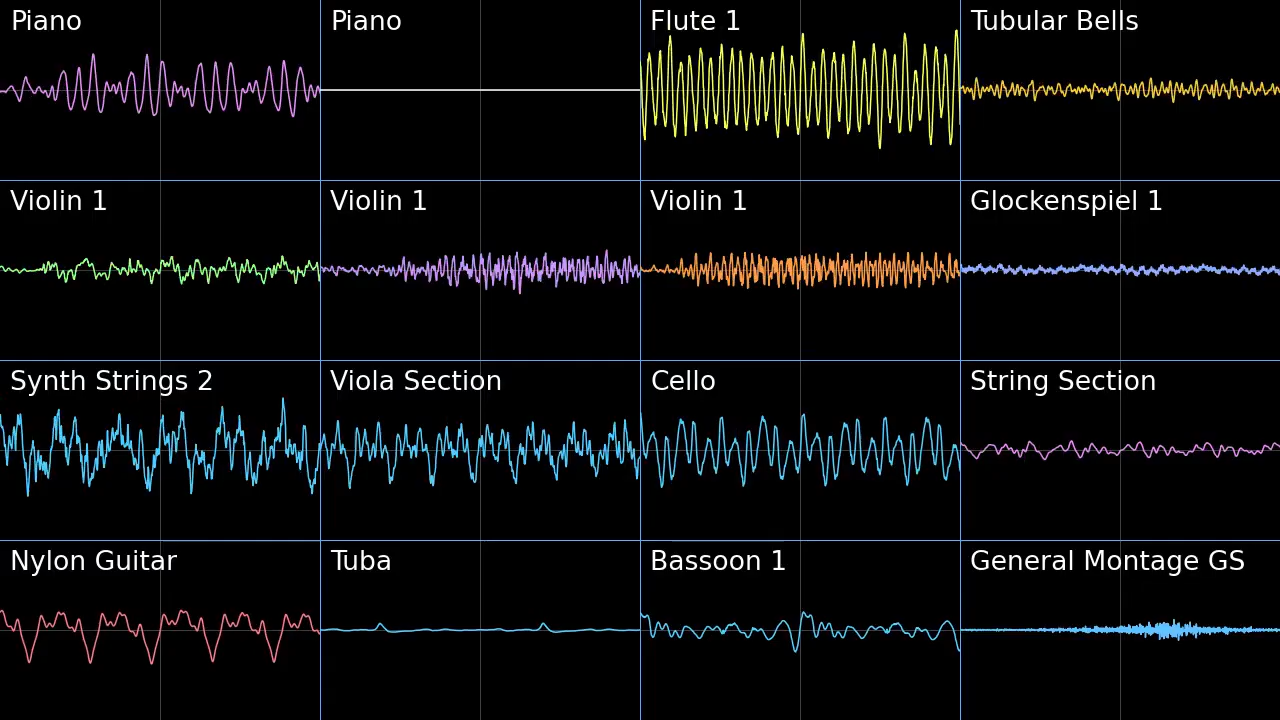 Piano
Piano
Flute 1
Tubular Bells
Violin 1
Violin 1
Violin 1
Glockenspiel 1
Synth Strings 2
Viola Section
Cello
String Section
Nylon Guitar
Tuba
Bassoon 1
General Montage GS